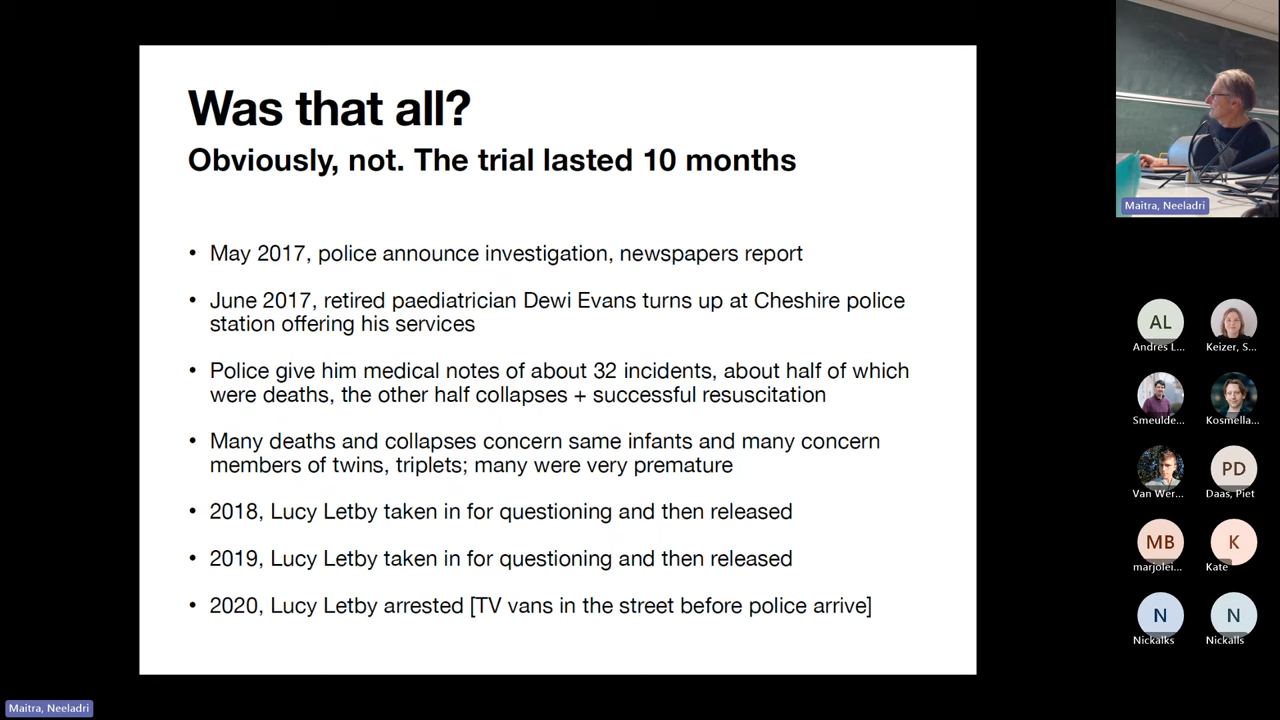 Was that all?
Obviously, not. The trial lasted 10 months
• May 2017, police announce investigation, newspapers report
• June 2017, retired paediatrician Dewi Evans turns up at Cheshire police
station offering his services
• Police give him medical notes of about 32 incidents, about half of which
were deaths, the other half collapses + successful resuscitation
• Many deaths and collapses concern same infants and many concern
members of twins, triplets; many were very premature
• 2018, Lucy Letby taken in for questioning and then released
• 2019, Lucy Letby taken in for questioning and then released
• 2020, Lucy Letby arrested [TV vans in the street before police arrive]
Maitra, Neeladri
AL
Andres L...
Keizer, S...
Smeulde...
Kosmella...
Van Wer...
PD
Daas, Piet
MB
marjolei...
K
Kate
N
Nickalks
N
Nickalls
Maitra, Neeladri